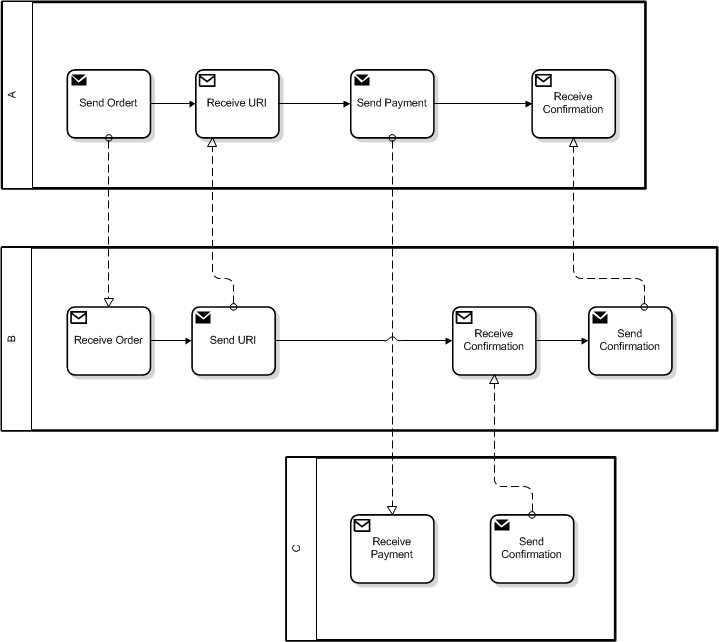 A
Send Ordert
Receive URI
Send Payment
Receive
Confirmation
B
Receive Order
Send URI
Receive
Confirmation
Send
Confirmation
C
Receive
Payment
Send
Confirmation